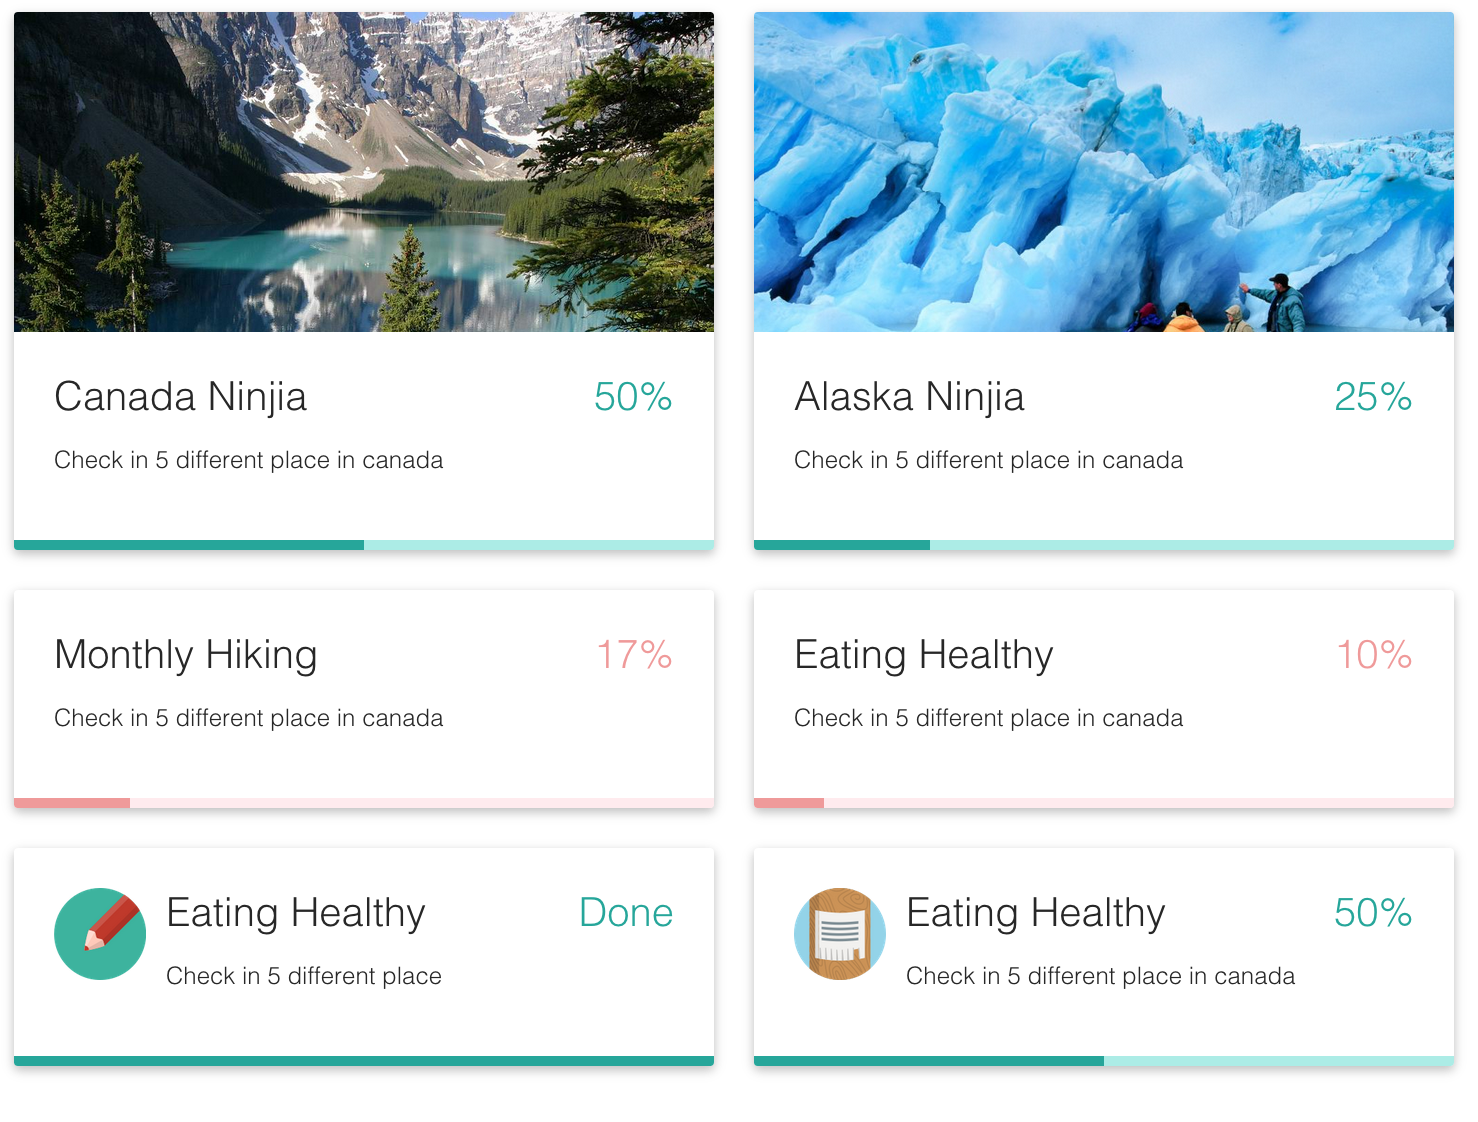 Canada Ninjia 50%
Check in 5 different place in canada
Alaska Ninjia 25%
Check in 5 different place in canada
Monthly Hiking 17%
Check in 5 different place in canada
Eating Healthy 10%
Check in 5 different place in canada
Eating Healthy Done
Check in 5 different place
Eating Healthy 50%
Check in 5 different place in canada